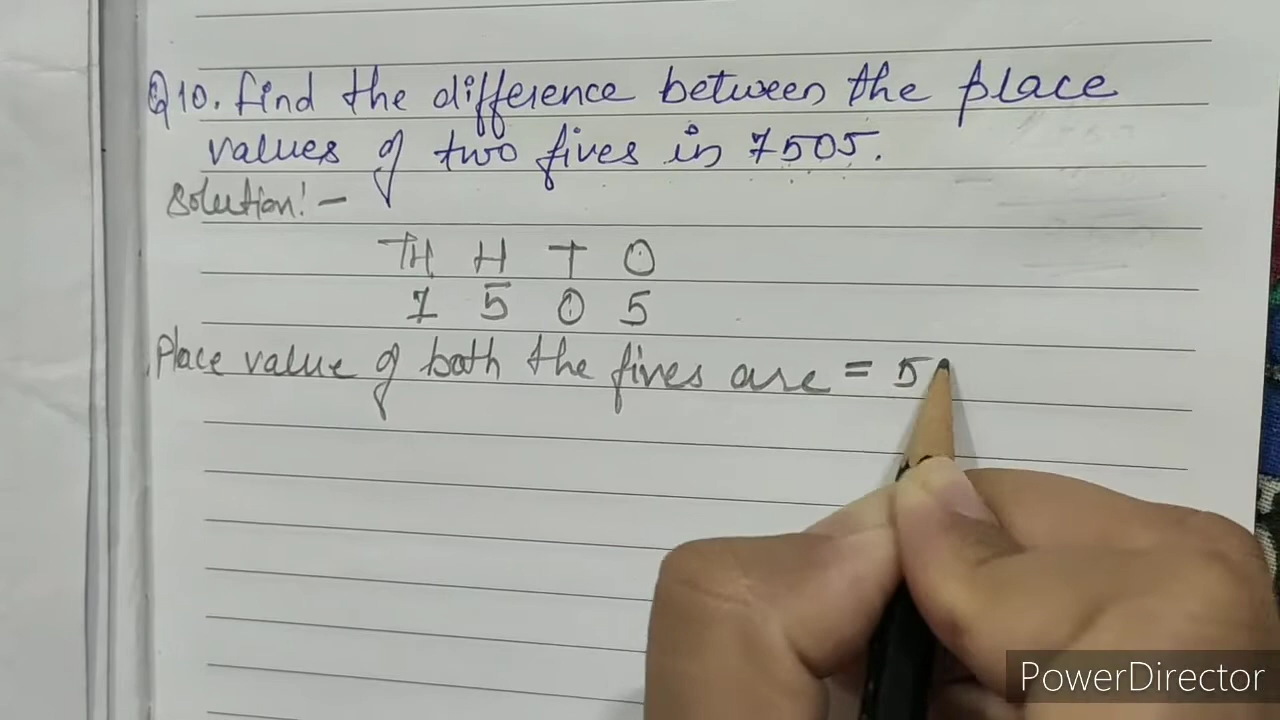 Q10. find the difference between the place
values of two fives in 7505.
Solution:-
TH H T O
7 5 0 5
Place value of both the fives are = 5
PowerDirector